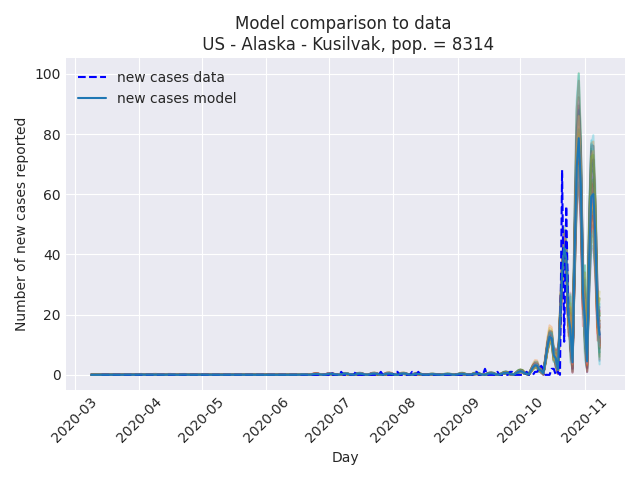 Model comparison to data
US - Alaska - Kusilvak, pop. = 8314
new cases data
new cases model
Number of new cases reported
100
80
60
40
20
0
2020-03
2020-04
2020-05
2020-06
2020-07
2020-08
2020-09
2020-10
2020-11
Day